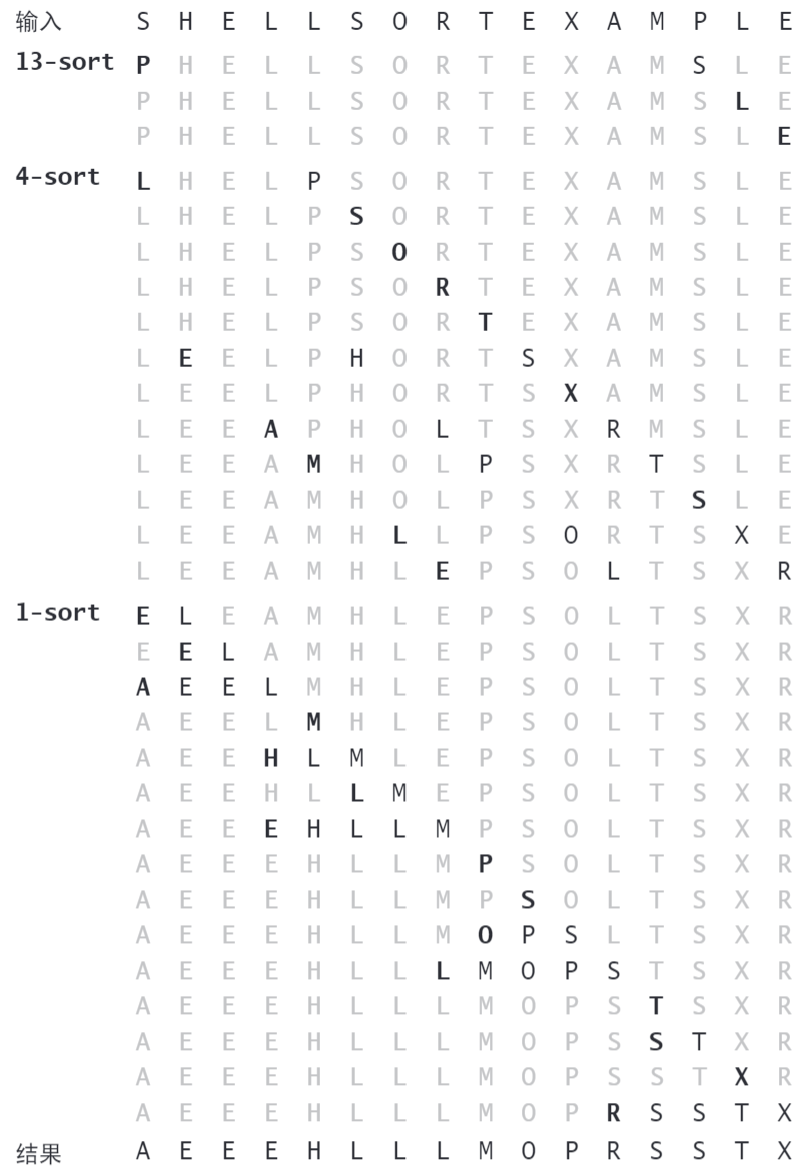 输入 S H E L L S O R T E X A M P L E
13-sort P H E L L S O R T E X A M S L E
P H E L L S O R T E X A M S L E
P H E L L S O R T E X A M S L E
4-sort L H E L P S O R T E X A M S L E
L H E L P S O R T E X A M S L E
L H E L P S O R T E X A M S L E
L H E L P S O R T E X A M S L E
L H E L P S O R T E X A M S L E
L E E L P H O R T S X A M S L E
L E E L P H O R T S X A M S L E
L E E A P H O L T S X R M S L E
L E E A M H O L P S X R T S L E
L E E A M H O L P S X R T S L E
L E E A M H L L P S O R T S X E
L E E A M H L E P S O L T S X R
1-sort E L E A M H L E P S O L T S X R
E E L A M H L E P S O L T S X R
A E E L M H L E P S O L T S X R
A E E L M H L E P S O L T S X R
A E E H L M L E P S O L T S X R
A E E H L L M E P S O L T S X R
A E E E H L L M P S O L T S X R
A E E E H L L M P S O L T S X R
A E E E H L L M P S O L T S X R
A E E E H L L M O P S L T S X R
A E E E H L L L M O P S T S X R
A E E E H L L L M O P S T S X R
A E E E H L L L M O P S S T X R
A E E E H L L L M O P S S T X R
A E E E H L L L M O P R S S T X
结果 A E E E H L L L M O P R S S T X